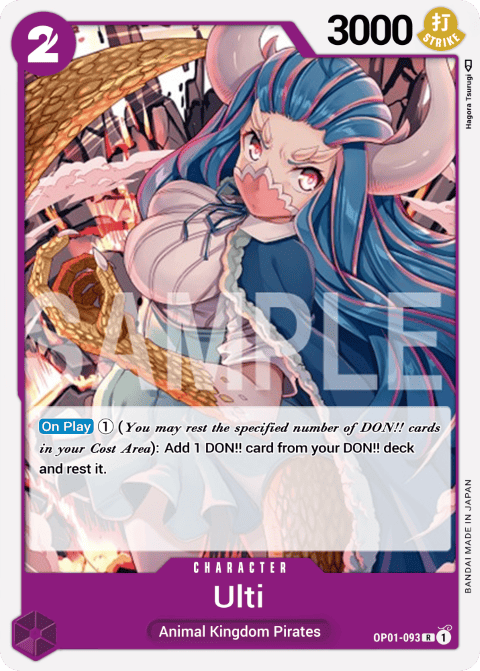 2
3000
打
STRIKE
Hagora Tsurugi
SAMPLE
On Play ① (You may rest the specified number of DON!! cards
in your Cost Area): Add 1 DON!! card from your DON!! deck
and rest it.
BANDAI MADE IN JAPAN
CHARACTER
Ulti
Animal Kingdom Pirates
OP01-093 R 1